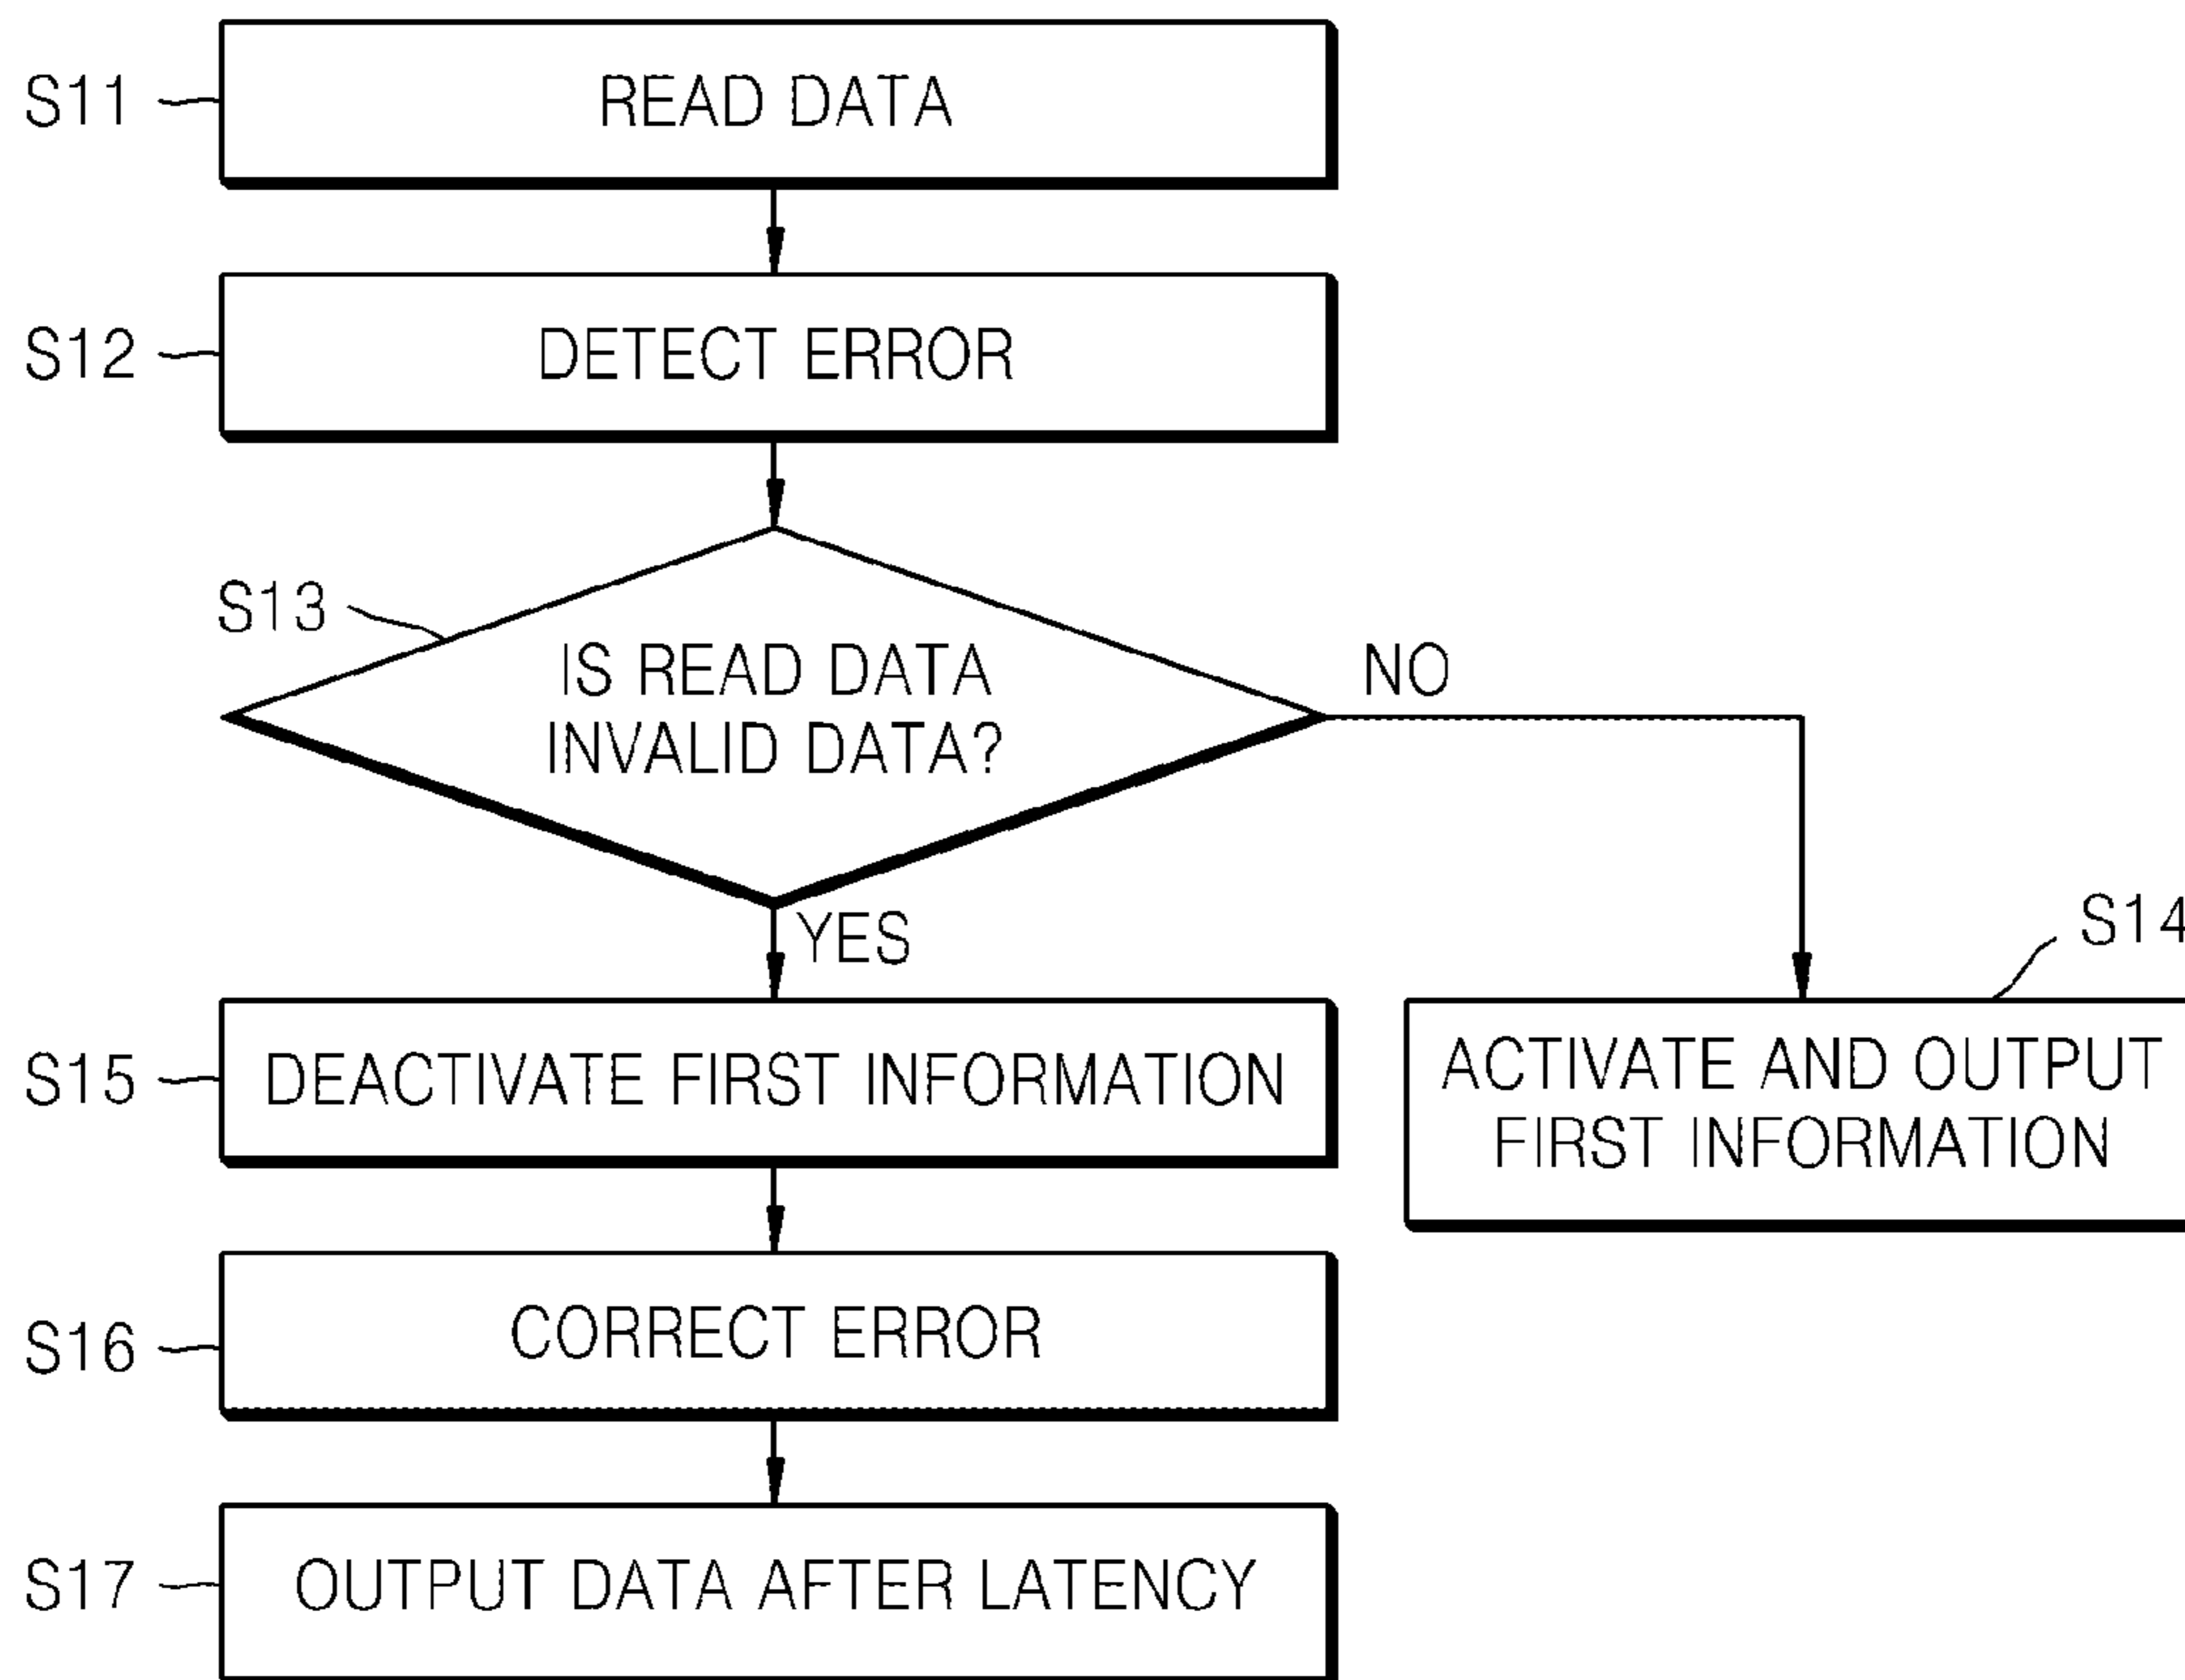 S11
READ DATA
S12
DETECT ERROR
S13
IS READ DATA
INVALID DATA?
NO
YES
S14
S15
DEACTIVATE FIRST INFORMATION
ACTIVATE AND OUTPUT
FIRST INFORMATION
S16
CORRECT ERROR
S17
OUTPUT DATA AFTER LATENCY